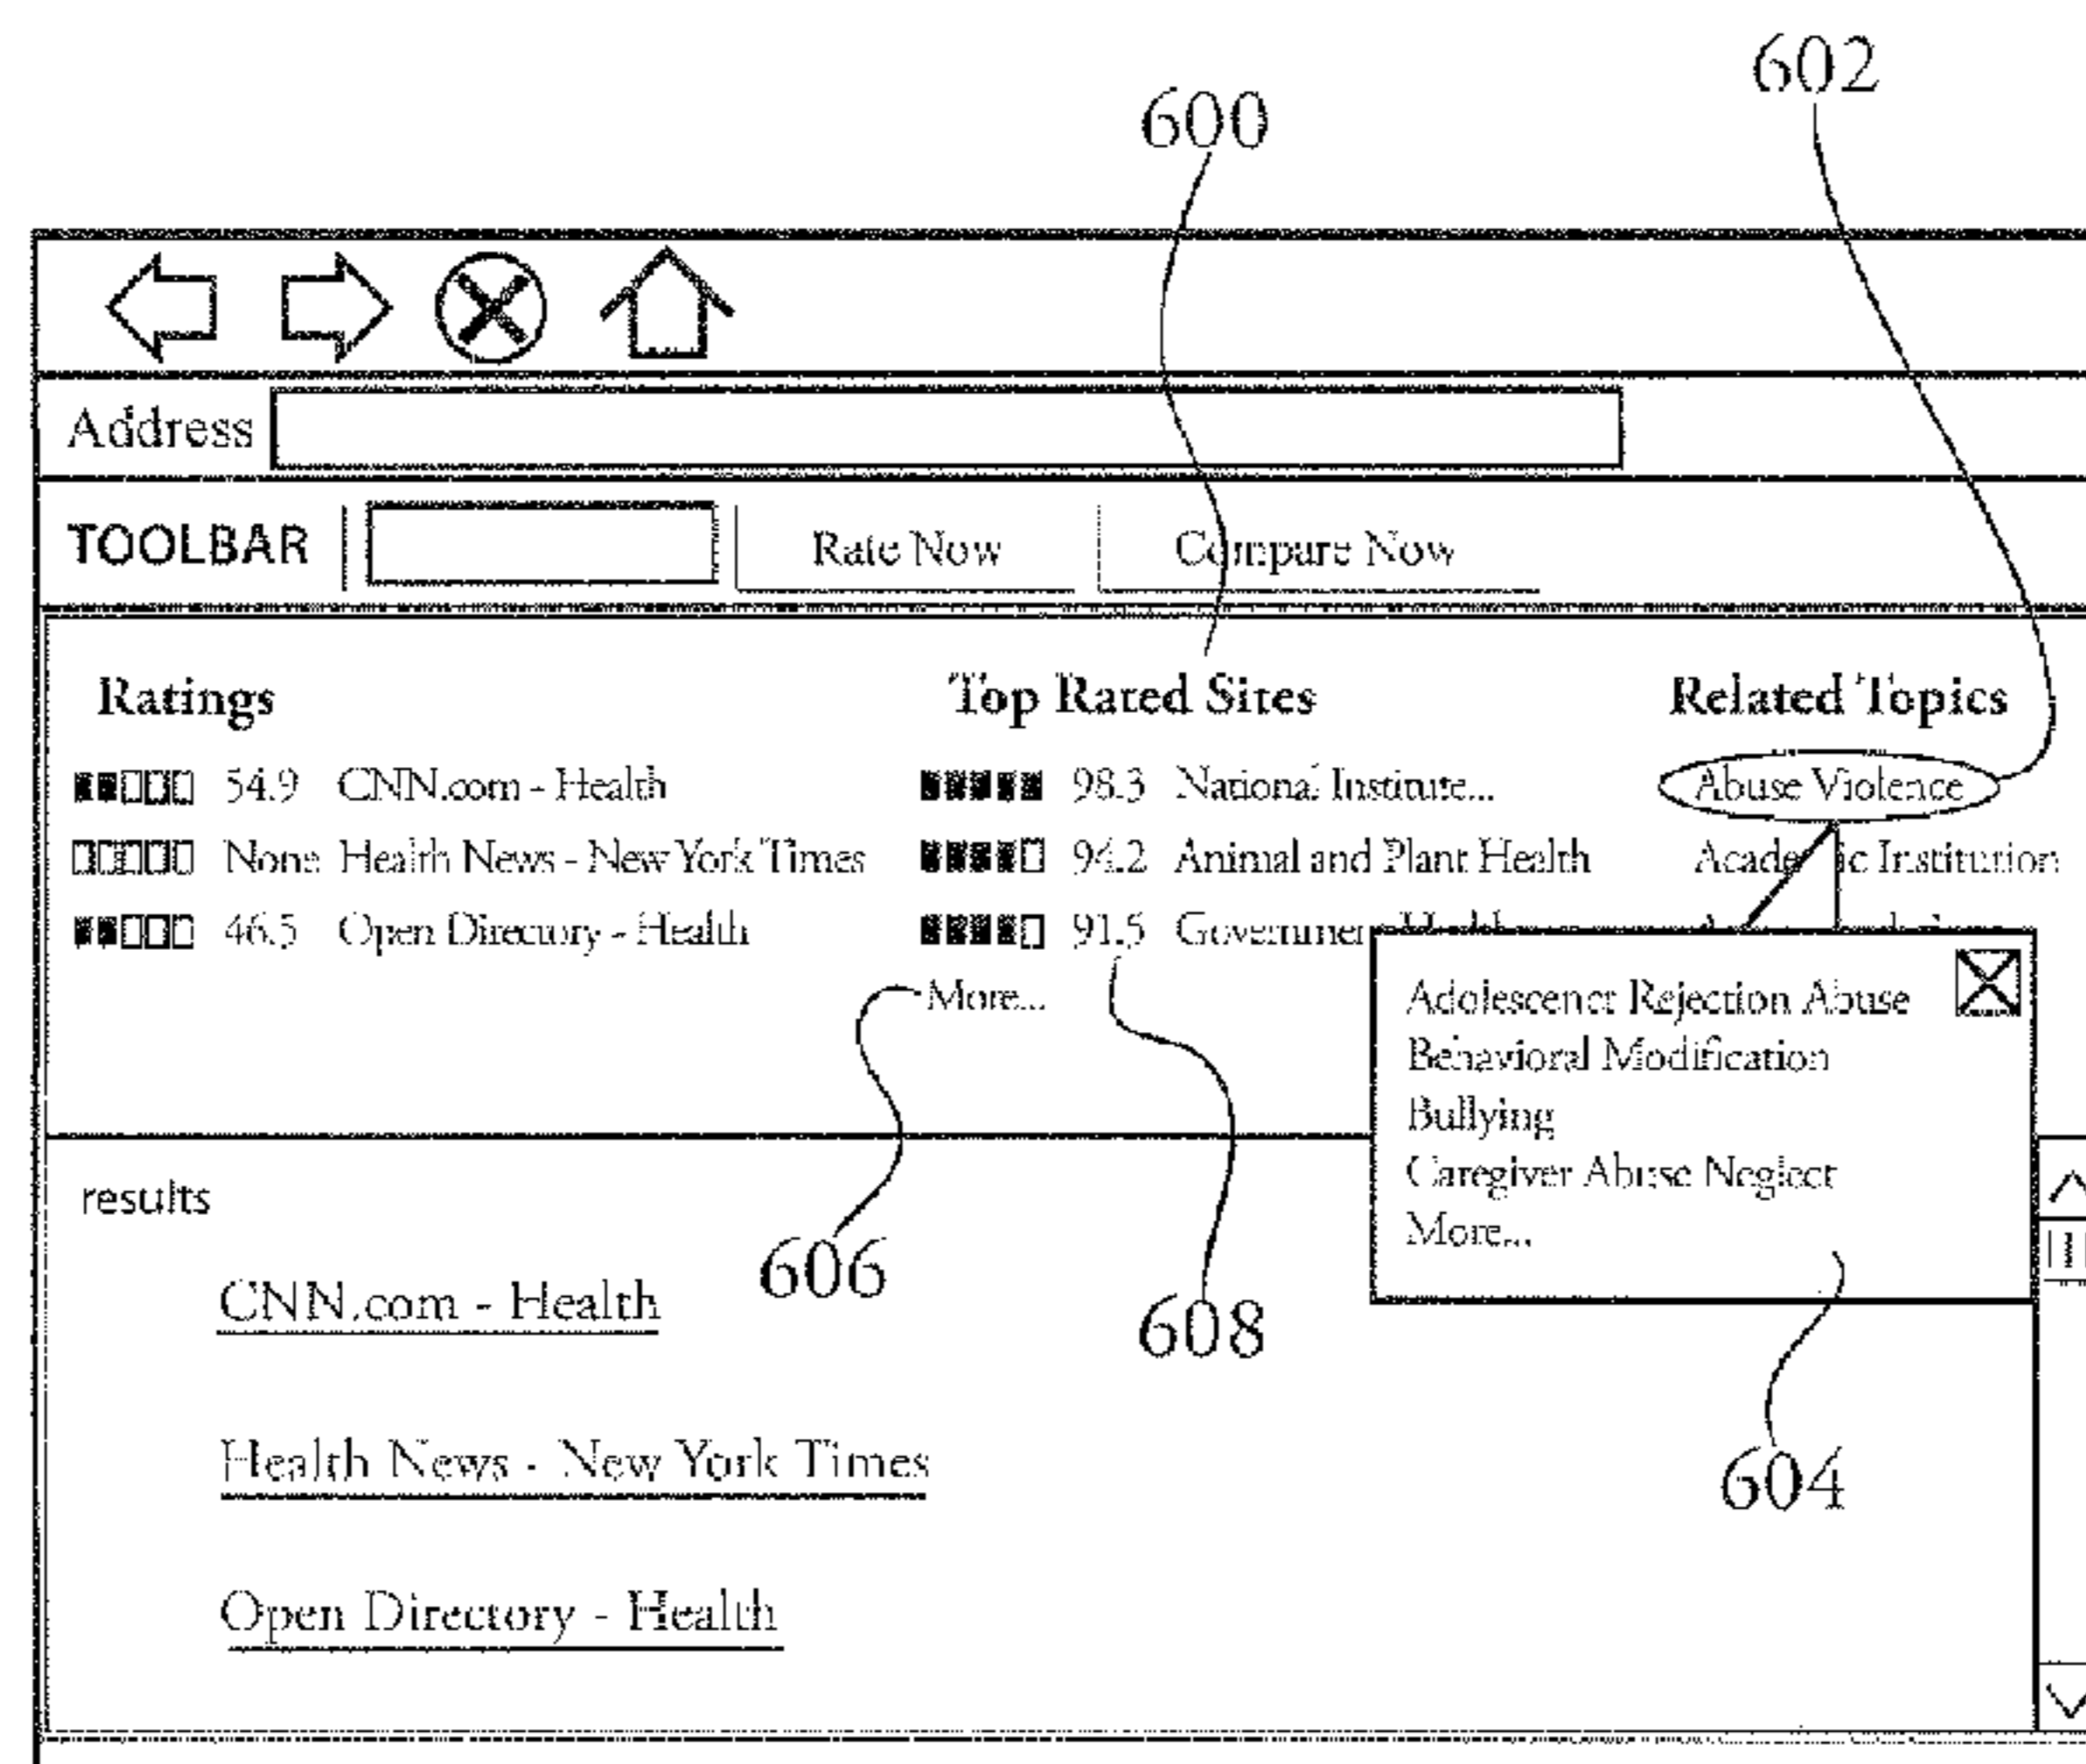 602
600
Address
TOOLBAR Rate Now Compare Now
Ratings Top Rated Sites Related Topics
54.9 CNN.com - Health 98.3 National Institute... Abuse Violence
None Health News - New York Times 94.2 Animal and Plant Health Institution
46.5 Open Directory - Health 91.5
More...
Adolescent Rejection Abuse
Behavioral Modification
Bullying
Caregiver Abuse Neglect
More...
results
606
CNN.com - Health
608
Health News - New York Times
604
Open Directory - Health